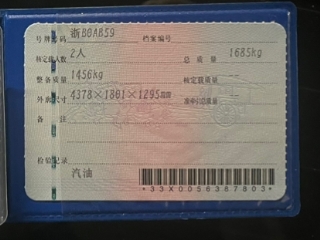 号牌号码 浙B0AB59 档案编号
核定载人数 2人 总质量 1685kg
整备质量 1456kg 核定载质量
外廓尺寸 4378×1801×1295mm 准牵引总质量
备注
检验记录
汽油
*33X0056387803*